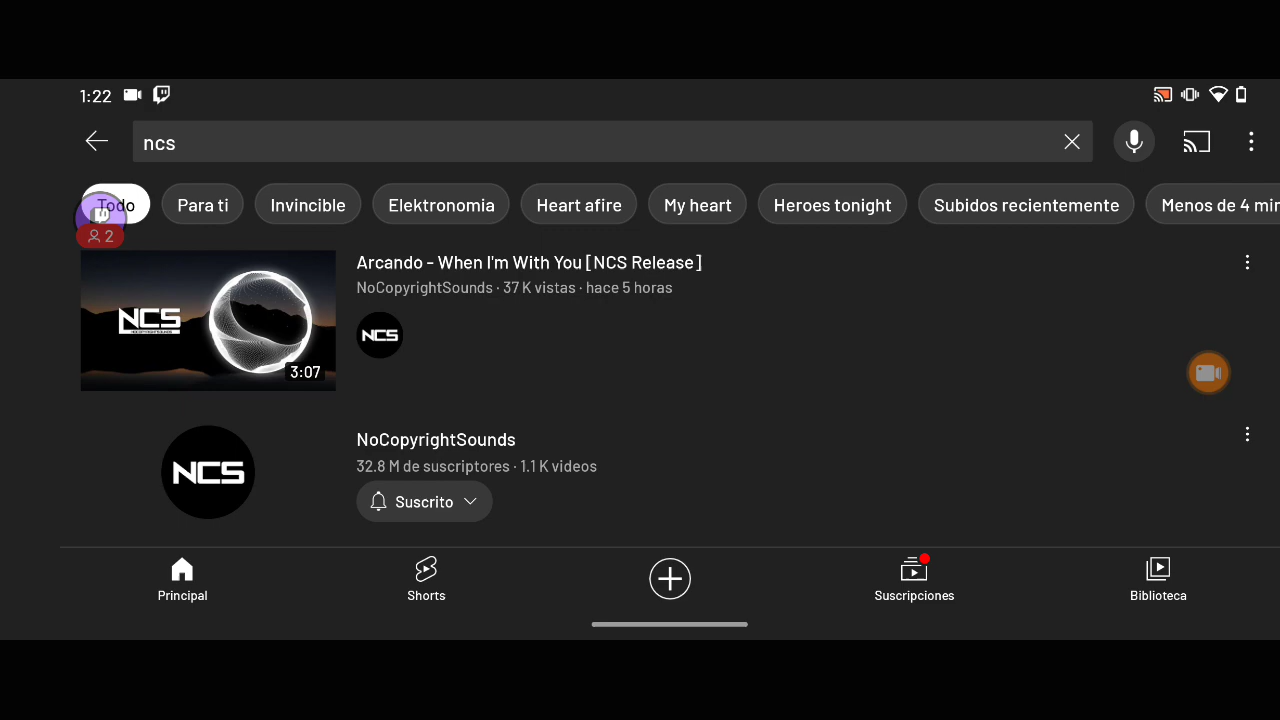 1:22
ncs
Todo
Para ti
Invincible
Elektronomia
Heart afire
My heart
Heroes tonight
Subidos recientemente
Menos de 4 min
2
Arcando - When I'm With You [NCS Release]
NoCopyrightSounds · 37 K vistas · hace 5 horas
NCS
3:07
NCS
NoCopyrightSounds
32.8 M de suscriptores · 1.1 K videos
NCS
Suscrito
Principal
Shorts
Suscripciones
Biblioteca